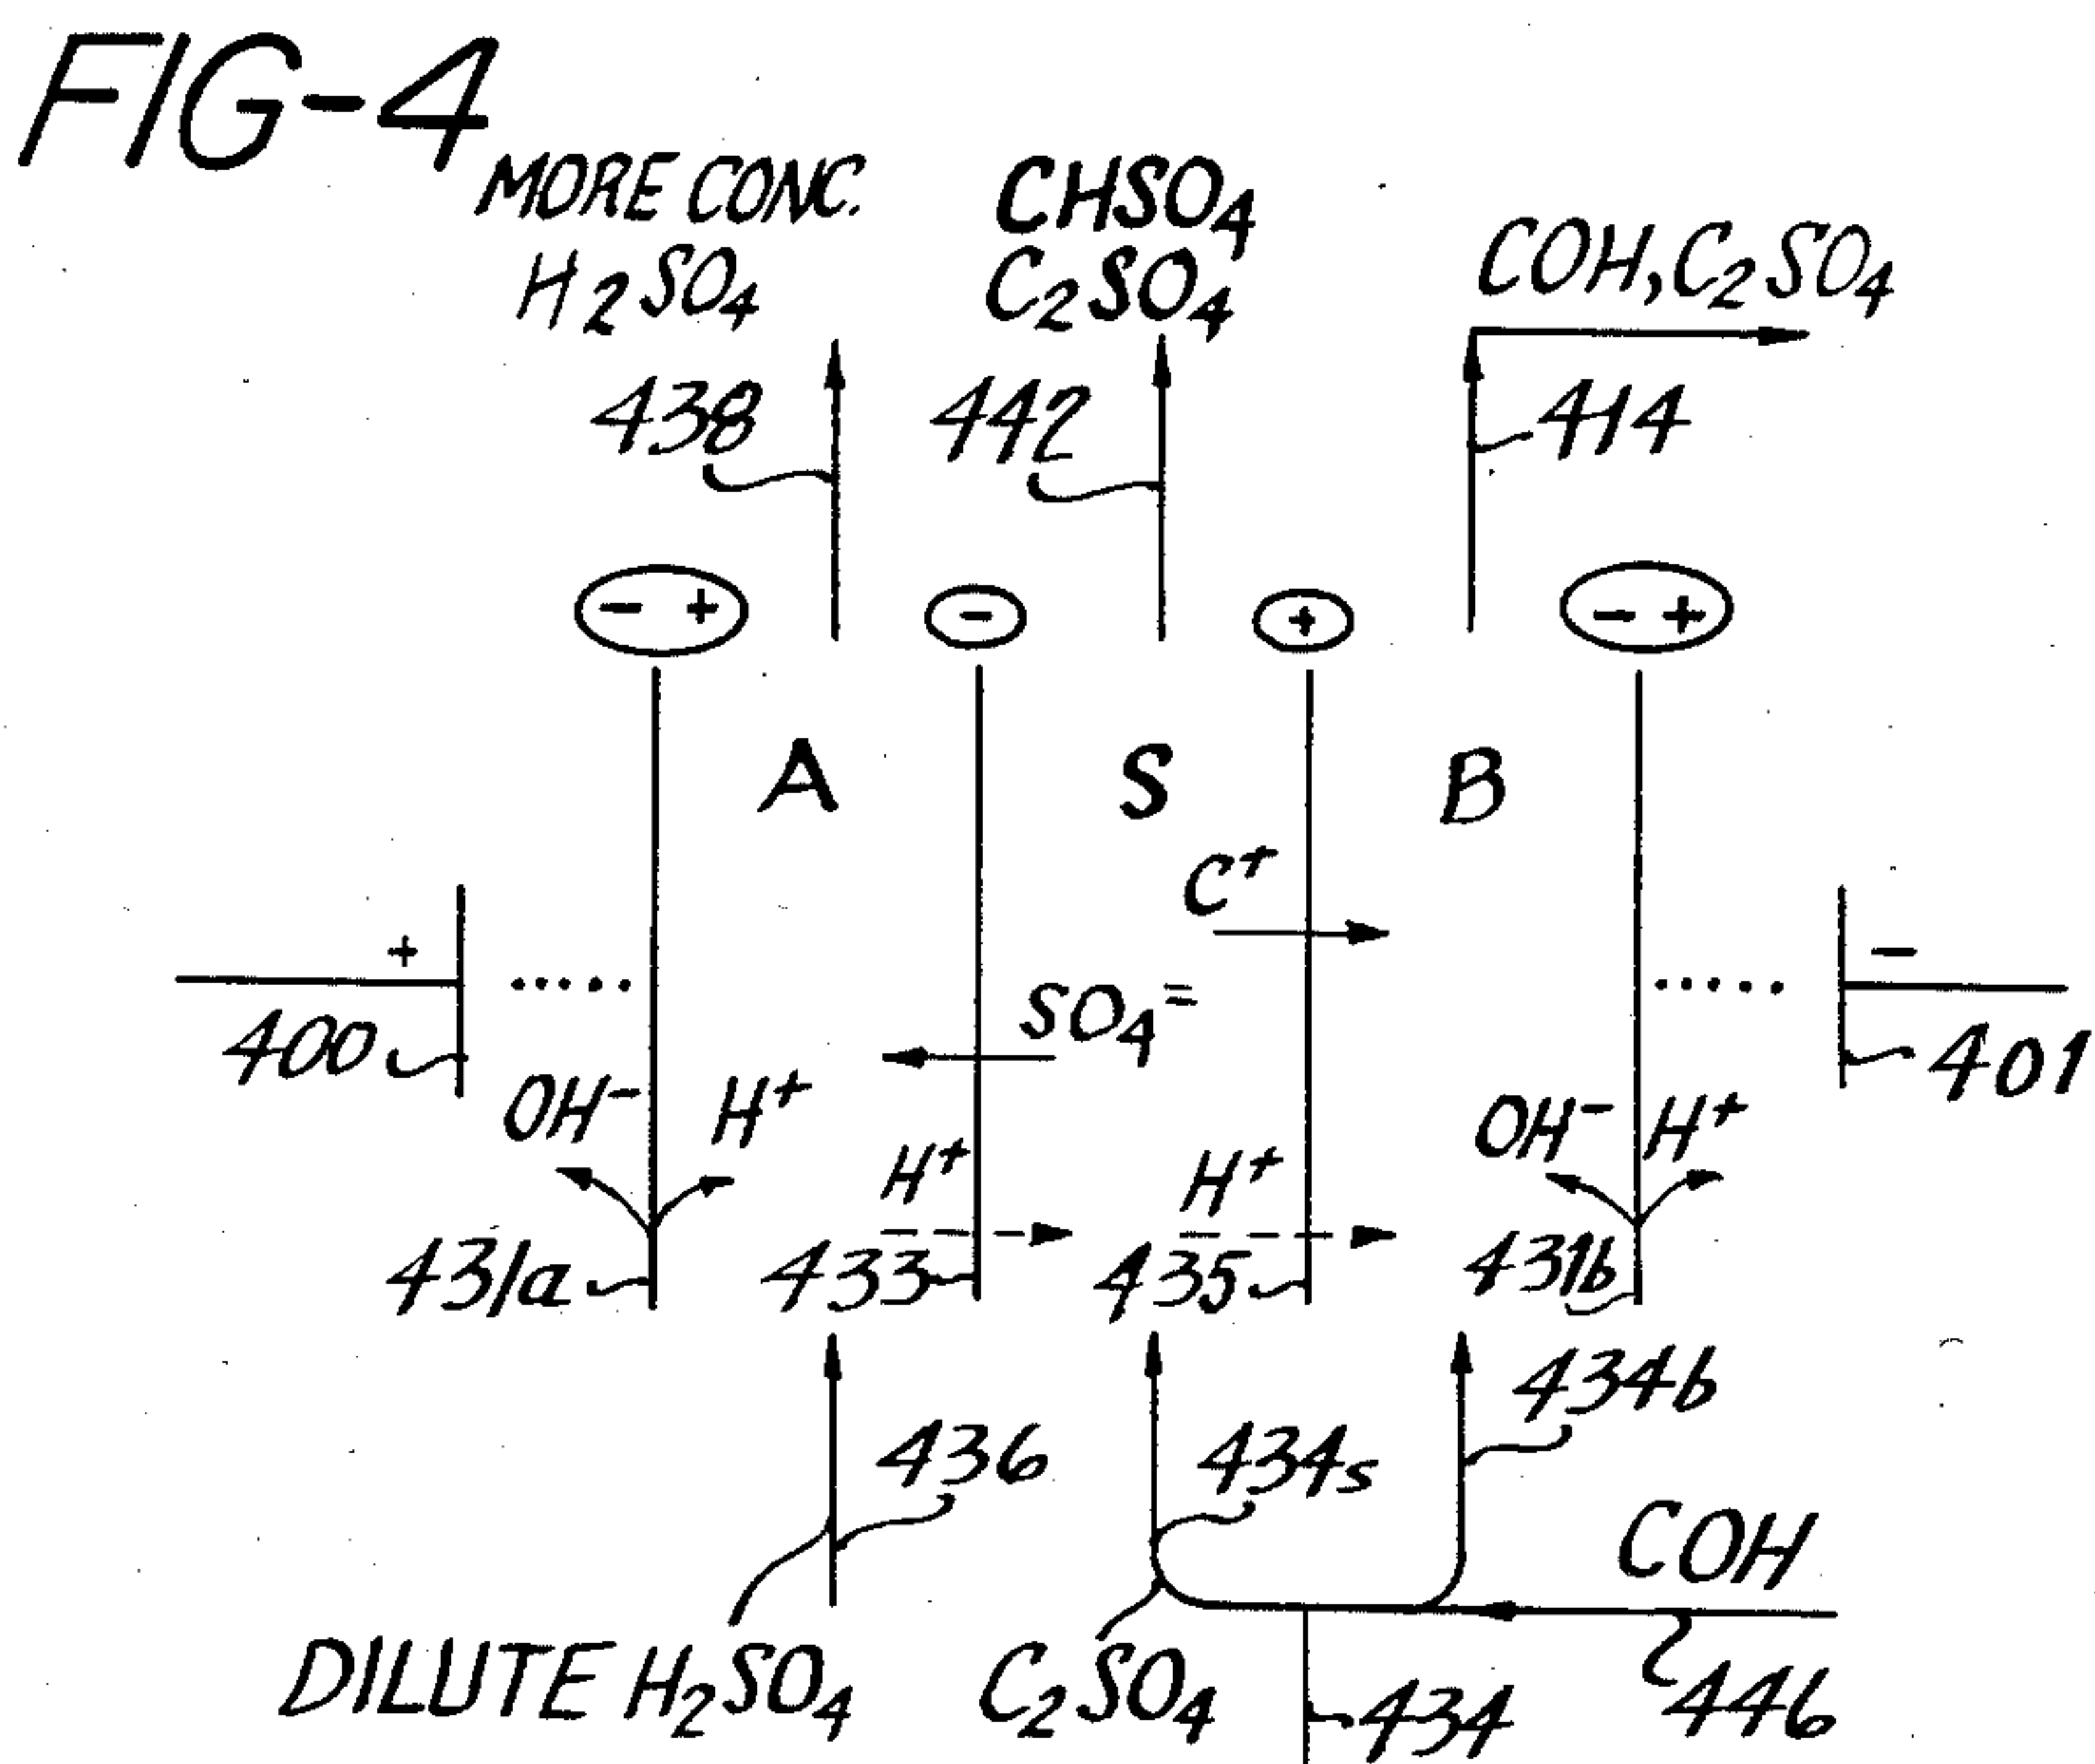 FIG-4
MORE CONC.
H2SO4
CHSO4
C2SO4
COH, C2SO4
438
442
414
- +
-
+
- +
A
S
B
C+
+
-
SO4=
400
401
OH- H+
H+
H+
OH- H+
431a
433
435
431b
434b
436
434s
COH
DILUTE H2SO4
C2SO4
434
446